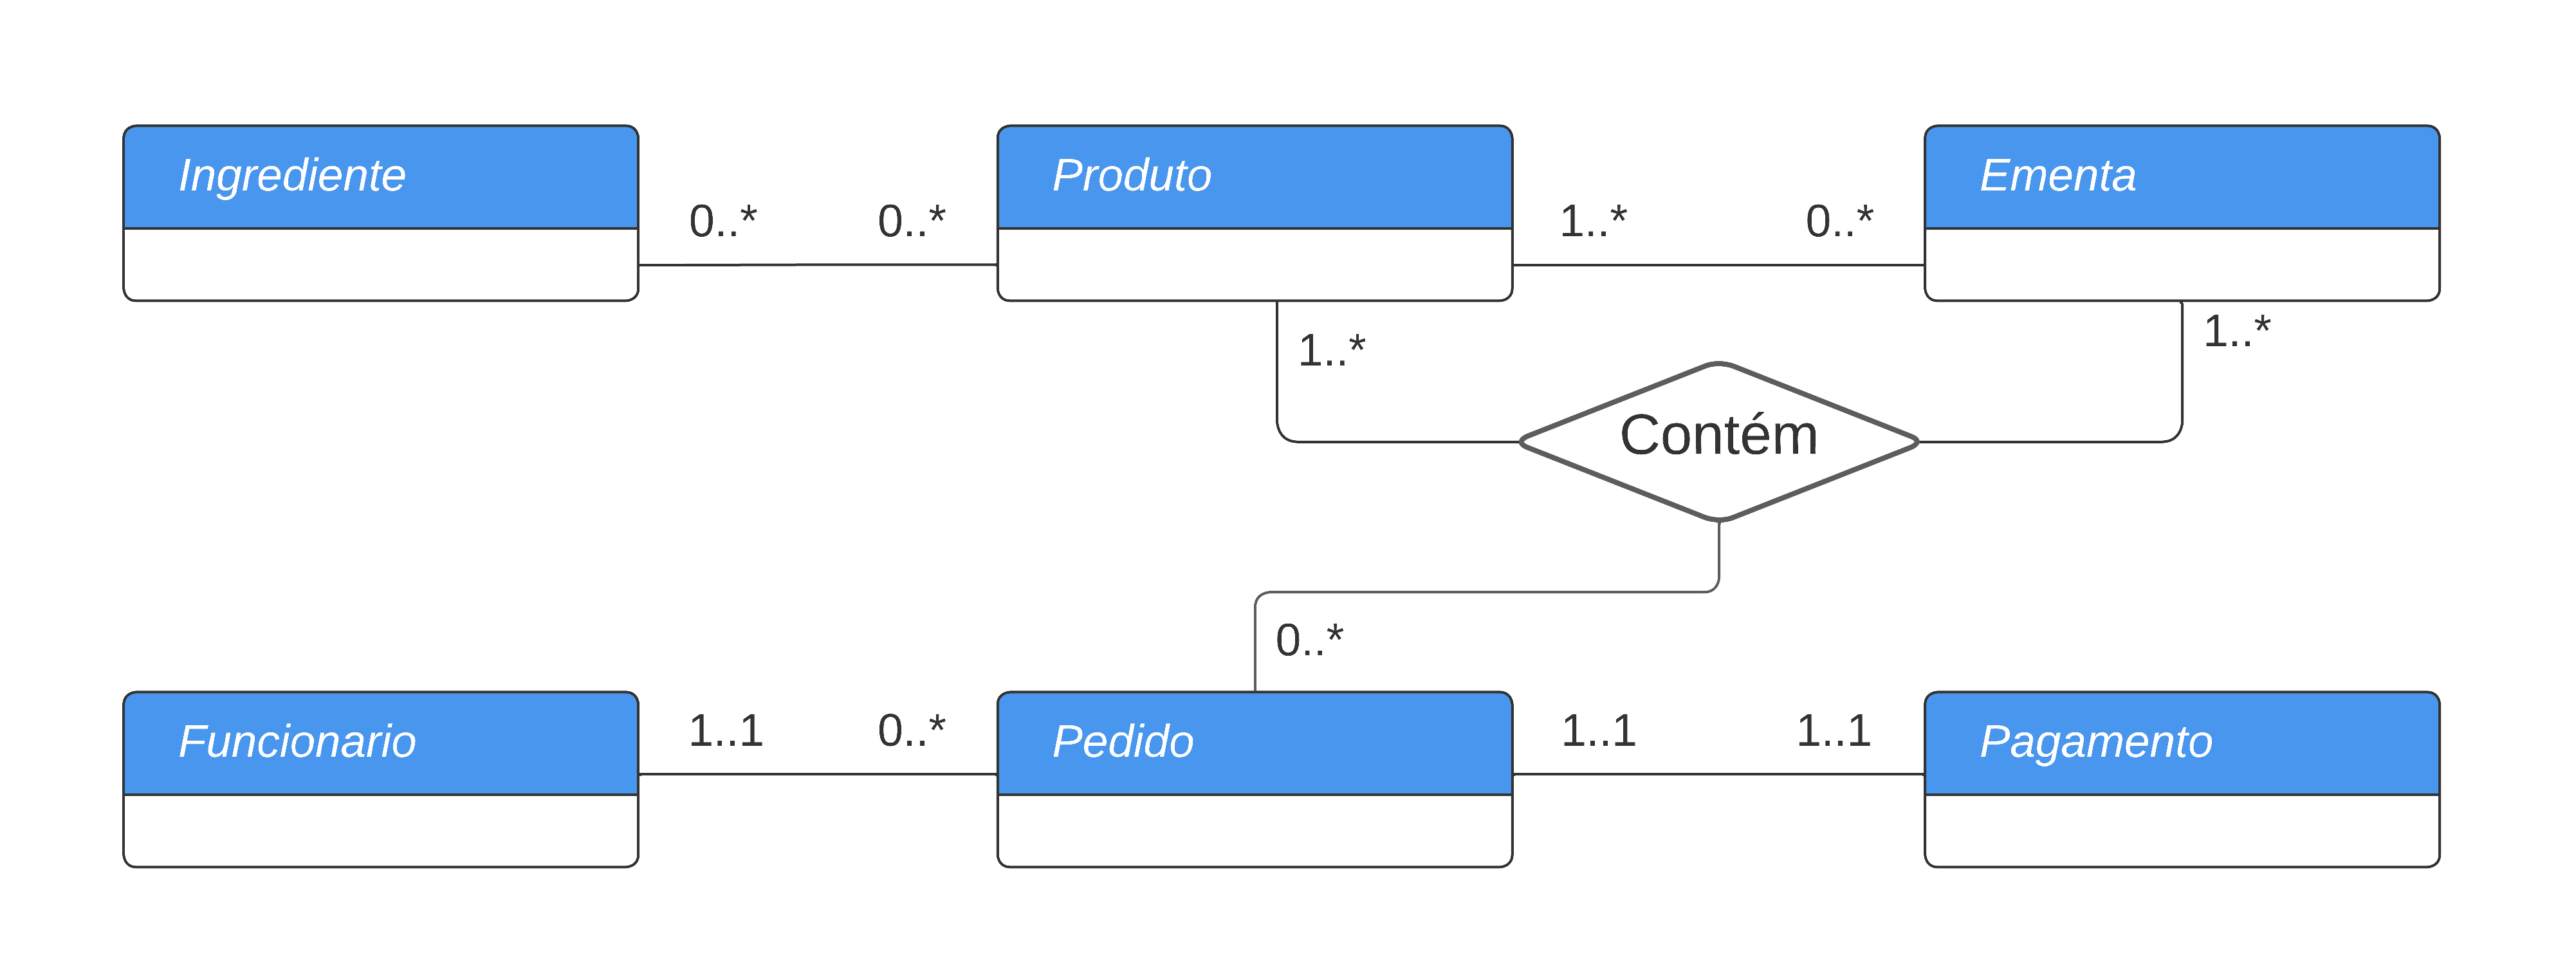 Ingrediente
0..*
0..*
Produto
1..*
0..*
Ementa
1..*
1..*
Contém
0..*
Funcionario
1..1
0..*
Pedido
1..1
1..1
Pagamento